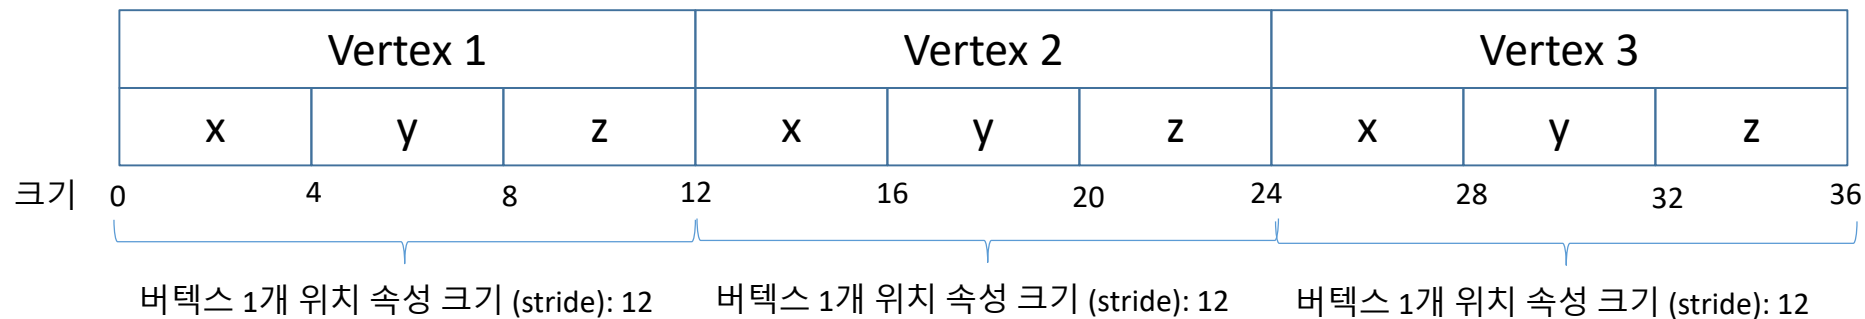 Vertex 1 Vertex 2 Vertex 3
x y z x y z x y z
크기 0 4 8 12 16 20 24 28 32 36
버텍스 1개 위치 속성 크기 (stride): 12 버텍스 1개 위치 속성 크기 (stride): 12 버텍스 1개 위치 속성 크기 (stride): 12